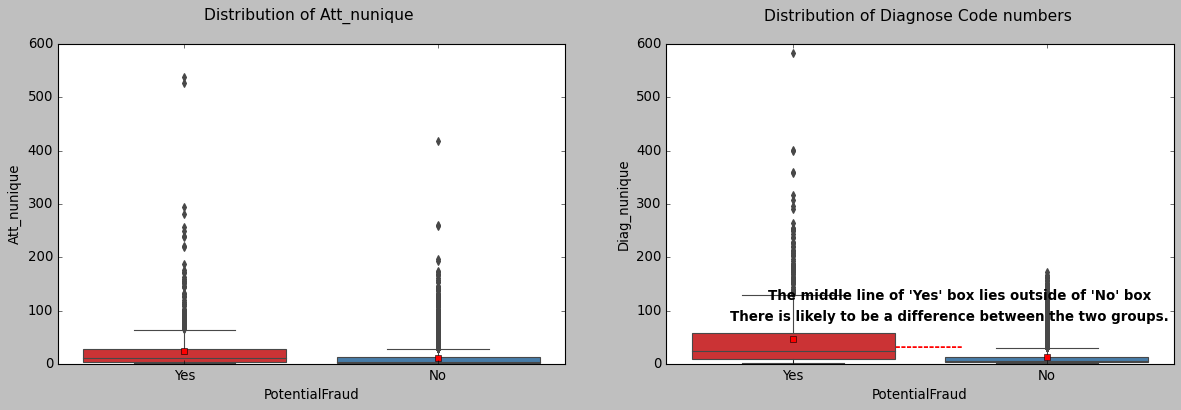 Distribution of Att_nunique
600
500
400
300
200
100
0
Att_nunique
Yes
No
PotentialFraud
Distribution of Diagnose Code numbers
600
500
400
300
200
100
0
Diag_nunique
The middle line of 'Yes' box lies outside of 'No' box
There is likely to be a difference between the two groups.
Yes
No
PotentialFraud